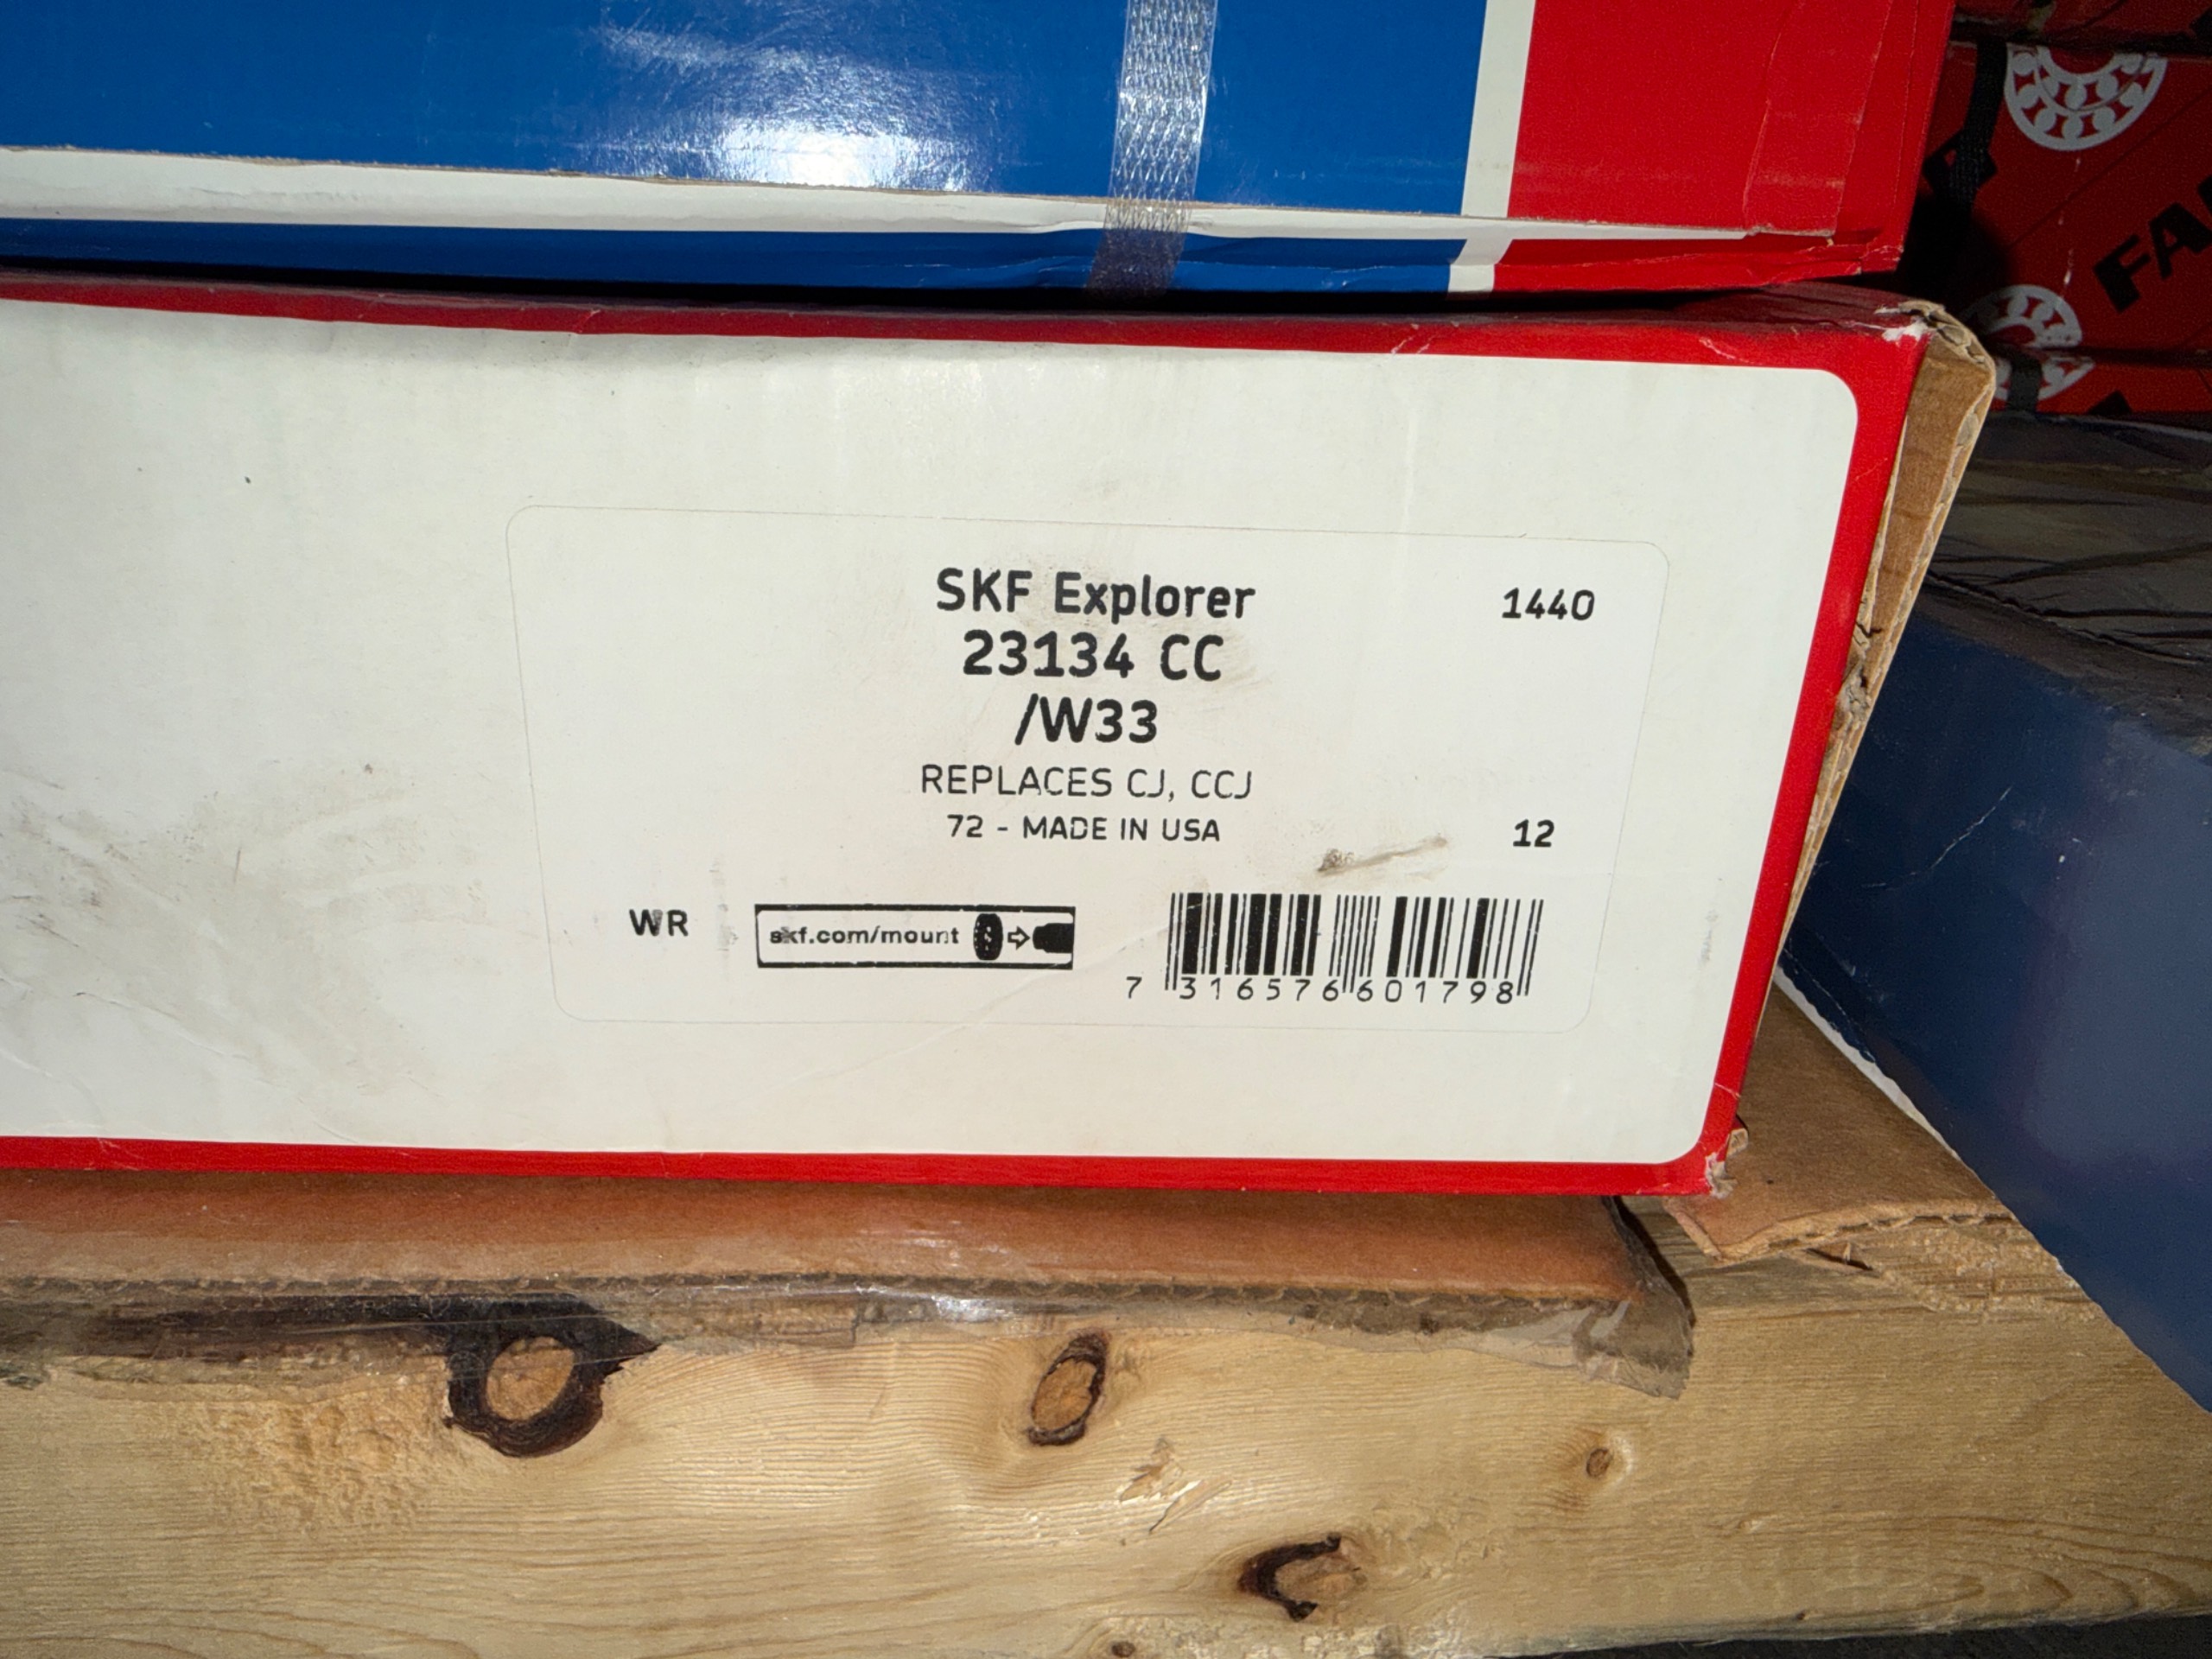 FA
SKF Explorer
1440
23134 CC
/W33
REPLACES CJ, CCJ
72 - MADE IN USA
12
WR
skf.com/mount
7 316576 601798